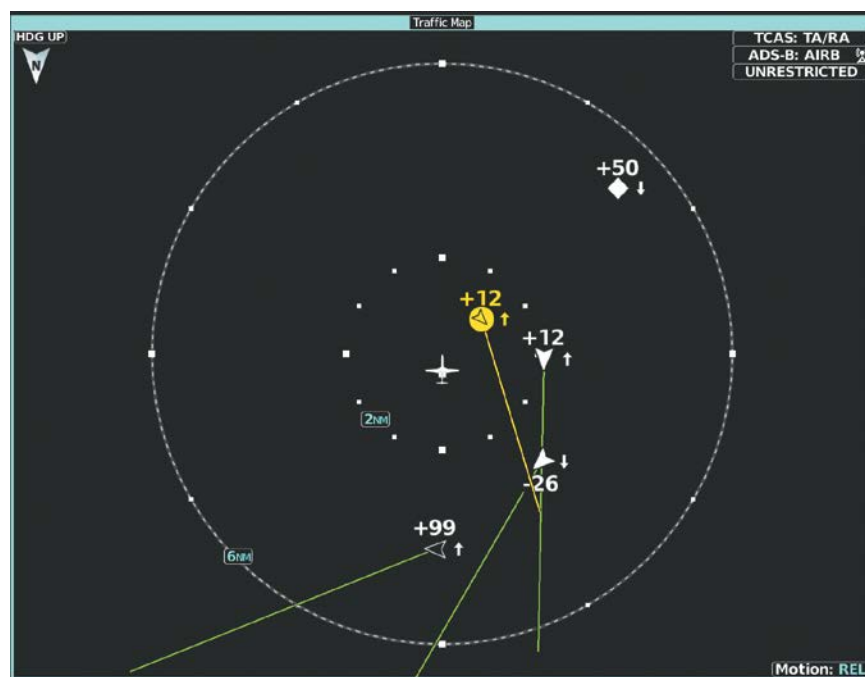 Traffic Map
HDG UP
N
TCAS: TA/RA
ADS-B: AIRB
UNRESTRICTED
+50
+12
+12
2NM
-26
+99
6NM
Motion: REL